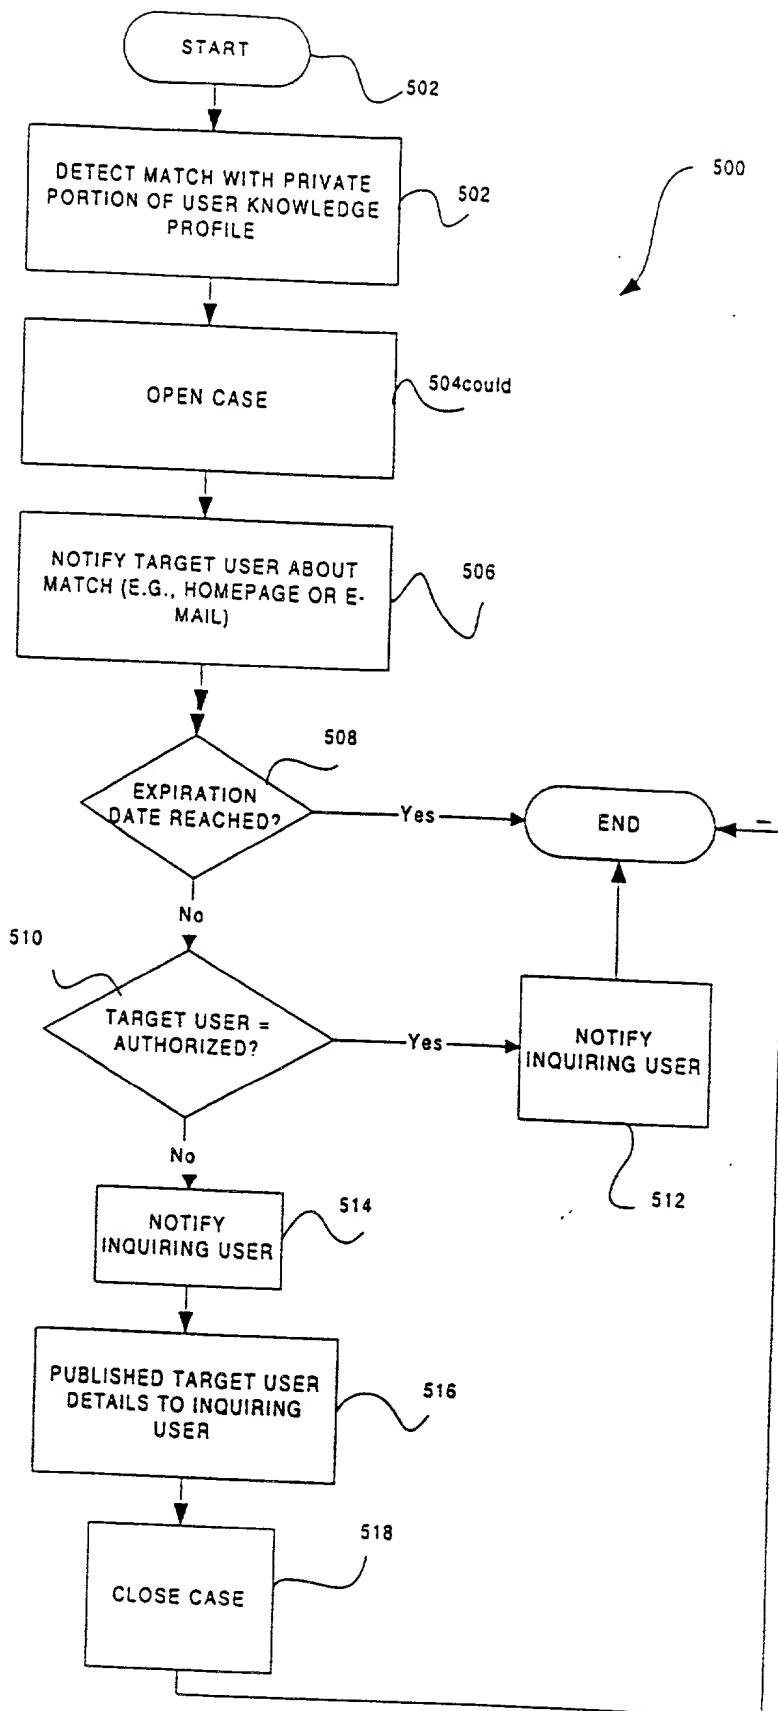 START
502
500
DETECT MATCH WITH PRIVATE
PORTION OF USER KNOWLEDGE
PROFILE
502
OPEN CASE
504could
NOTIFY TARGET USER ABOUT
MATCH (E.G., HOMEPAGE OR E-
MAIL)
506
508
EXPIRATION
DATE REACHED?
Yes
END
No
510
TARGET USER =
AUTHORIZED?
Yes
NOTIFY
INQUIRING USER
512
No
NOTIFY
INQUIRING USER
514
PUBLISHED TARGET USER
DETAILS TO INQUIRING
USER
516
CLOSE CASE
518